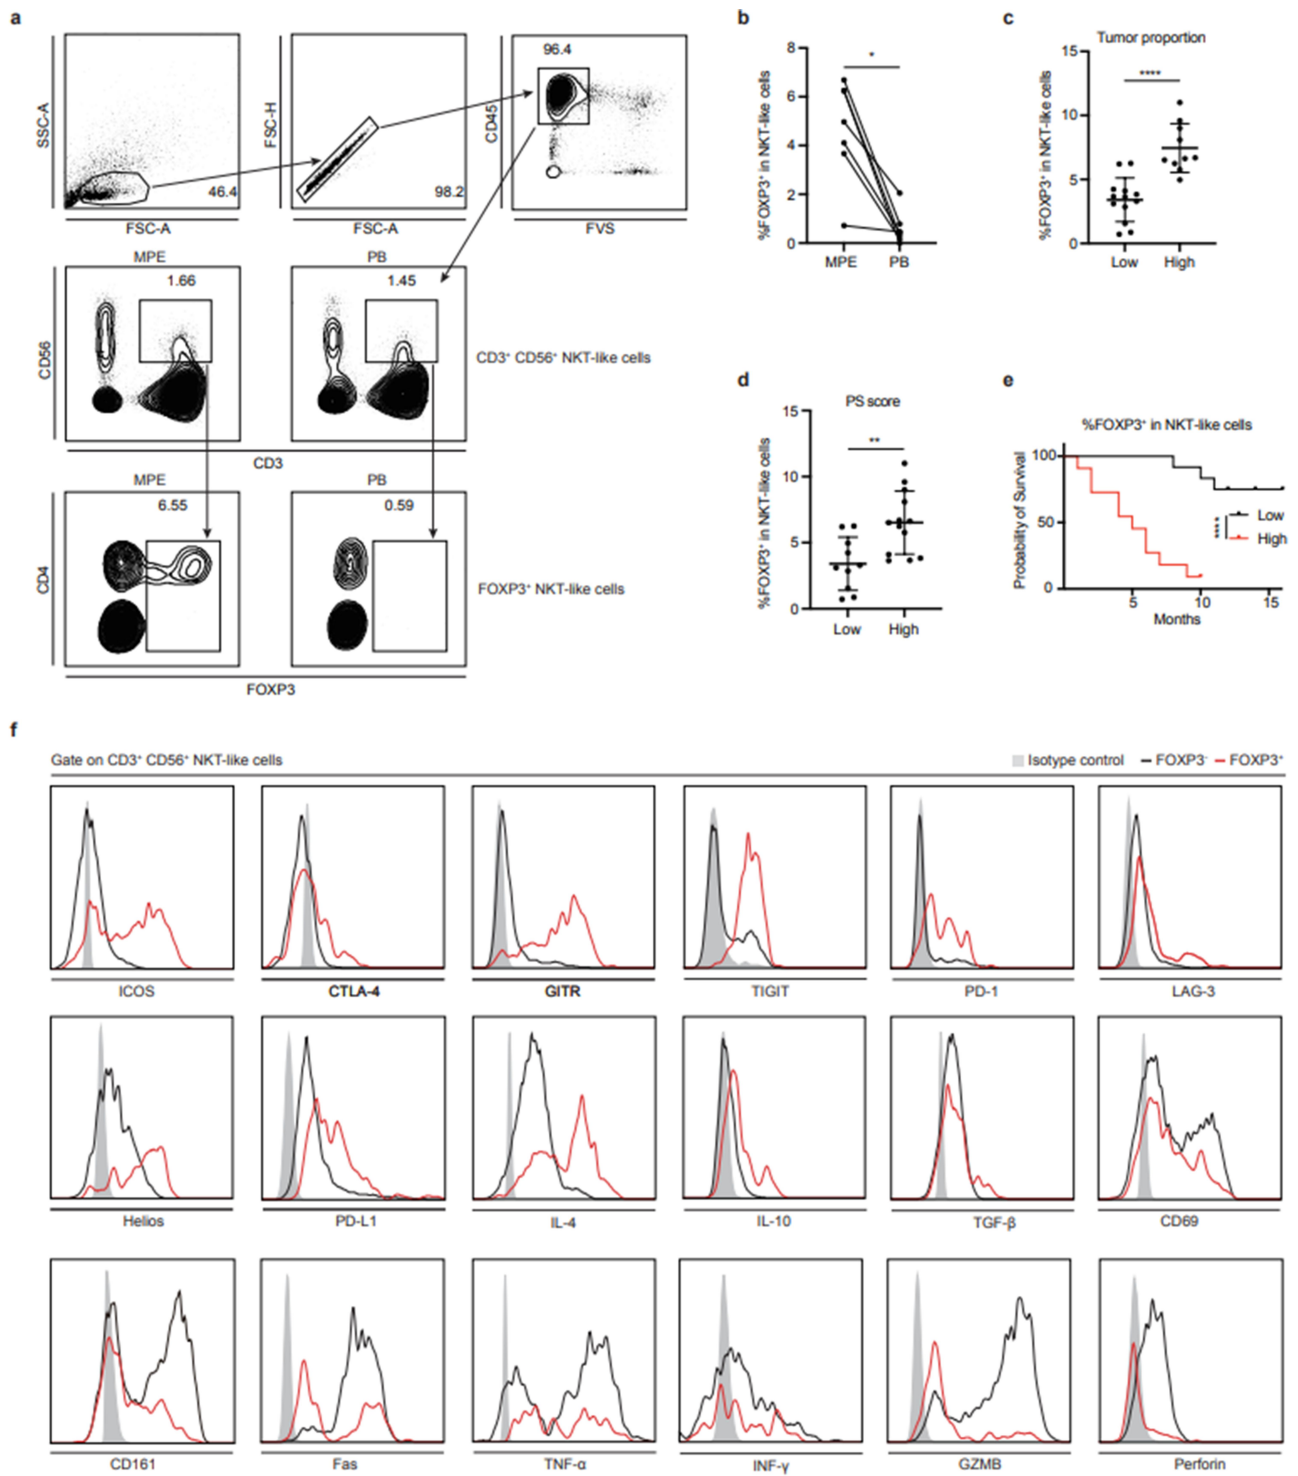 a
SSC-A
46.4
FSC-A
FSC-H
98.2
FSC-A
CD45
96.4
FVS
MPE
PB
CD56
1.66
1.45
CD3⁺ CD56⁺ NKT-like cells
CD3
MPE
PB
CD4
6.55
0.59
FOXP3⁺ NKT-like cells
FOXP3
b
%FOXP3⁺ in NKT-like cells
8
6
4
2
0
*
MPE
PB
c
Tumor proportion
%FOXP3⁺ in NKT-like cells
15
10
5
0
****
Low
High
d
PS score
%FOXP3⁺ in NKT-like cells
15
10
5
0
**
Low
High
e
%FOXP3⁺ in NKT-like cells
Probability of Survival
100
50
0
5
10
15
Months
****
Low
High
f
Gate on CD3⁺ CD56⁺ NKT-like cells
Isotype control
FOXP3⁻
FOXP3⁺
ICOS
CTLA-4
GITR
TIGIT
PD-1
LAG-3
Helios
PD-L1
IL-4
IL-10
TGF-β
CD69
CD161
Fas
TNF-α
INF-γ
GZMB
Perforin